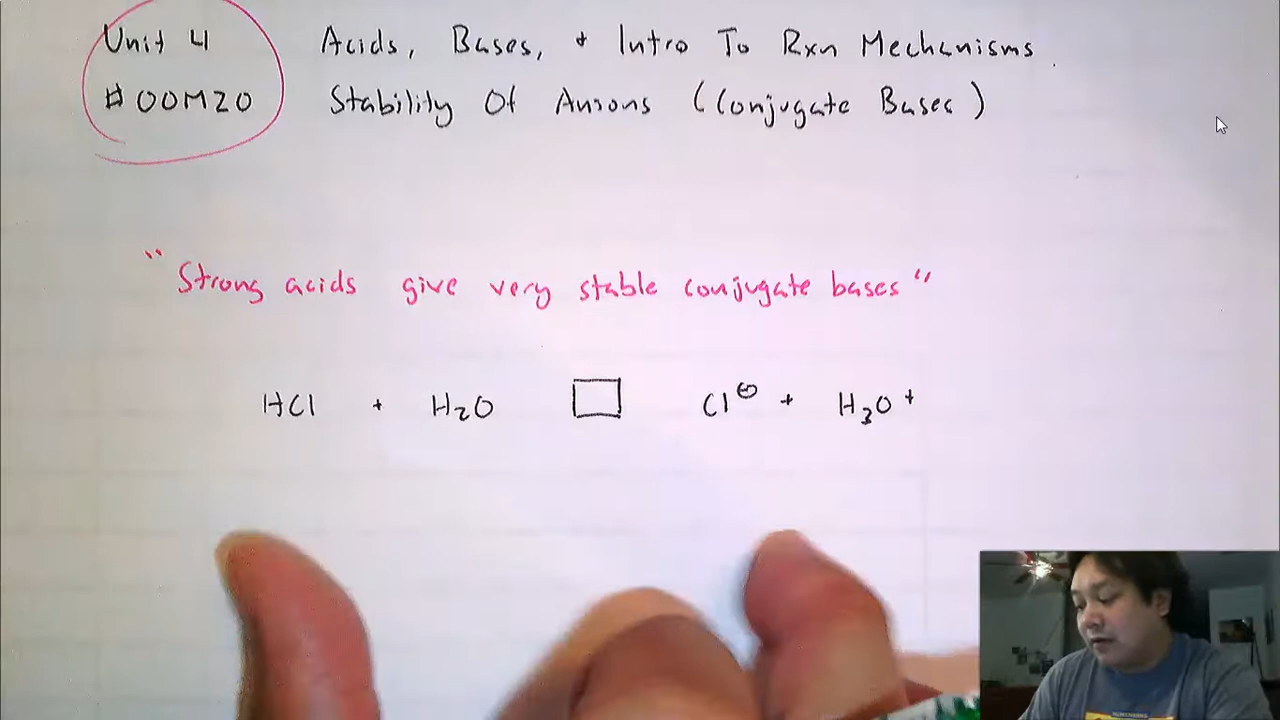 Unit 4 Acids, Bases, + Intro To Rxn Mechanisms
#OOM20 Stability Of Anions (Conjugate Bases)
"Strong acids give very stable conjugate bases"
HCl + H₂O □ Cl⊖ + H₃O+